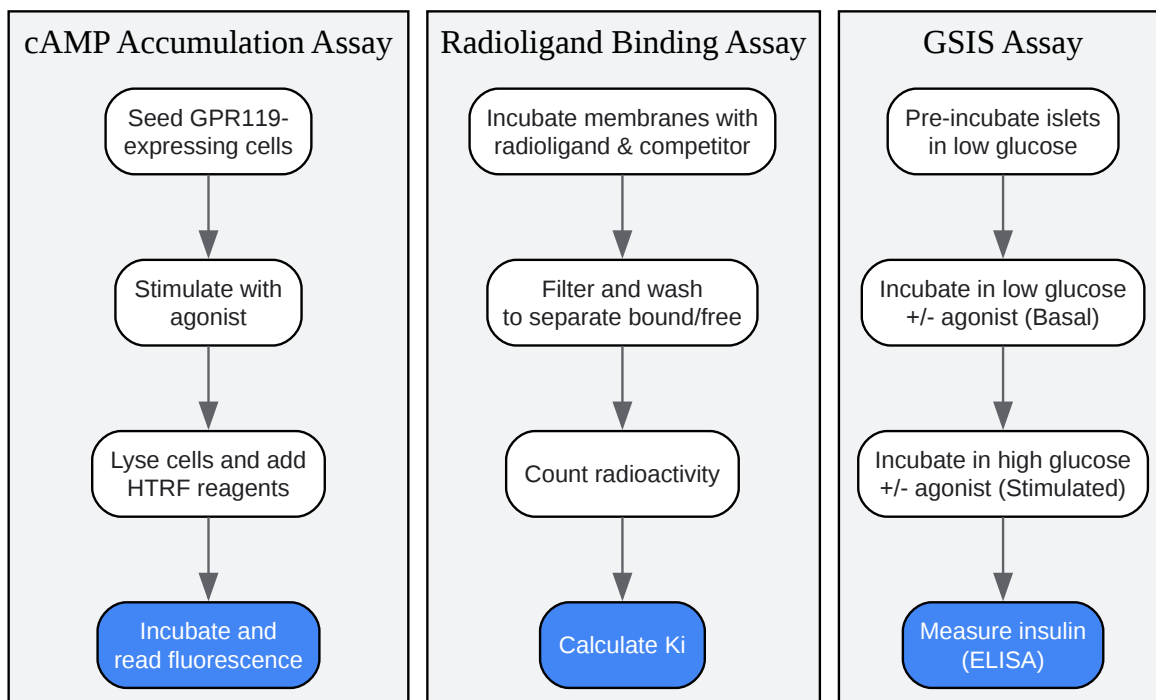 cAMP Accumulation Assay
Seed GPR119-
expressing cells
Stimulate with
agonist
Lyse cells and add
HTRF reagents
Incubate and
read fluorescence
Radioligand Binding Assay
Incubate membranes with
radioligand & competitor
Filter and wash
to separate bound/free
Count radioactivity
Calculate Ki
GSIS Assay
Pre-incubate islets
in low glucose
Incubate in low glucose
+/- agonist (Basal)
Incubate in high glucose
+/- agonist (Stimulated)
Measure insulin
(ELISA)